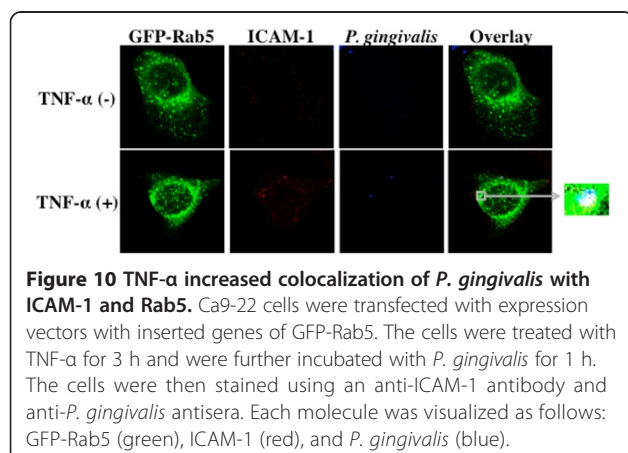 GFP-Rab5 ICAM-1 P. gingivalis Overlay
TNF-α (-)
TNF-α (+)
Figure 10 TNF-α increased colocalization of P. gingivalis with
ICAM-1 and Rab5. Ca9-22 cells were transfected with expression
vectors with inserted genes of GFP-Rab5. The cells were treated with
TNF-α for 3 h and were further incubated with P. gingivalis for 1 h.
The cells were then stained using an anti-ICAM-1 antibody and
anti-P. gingivalis antisera. Each molecule was visualized as follows:
GFP-Rab5 (green), ICAM-1 (red), and P. gingivalis (blue).